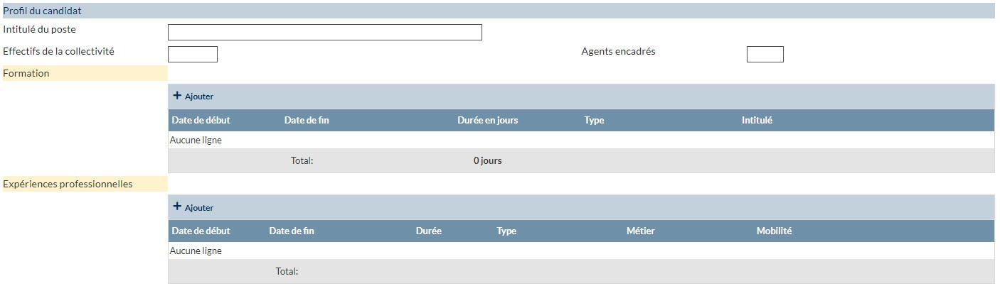 Profil du candidat
Intitulé du poste
Effectifs de la collectivité Agents encadrés
Formation
+ Ajouter
Date de début Date de fin Durée en jours Type Intitulé
Aucune ligne
Total: 0 jours
Expériences professionnelles
+ Ajouter
Date de début Date de fin Durée Type Métier Mobilité
Aucune ligne
Total: